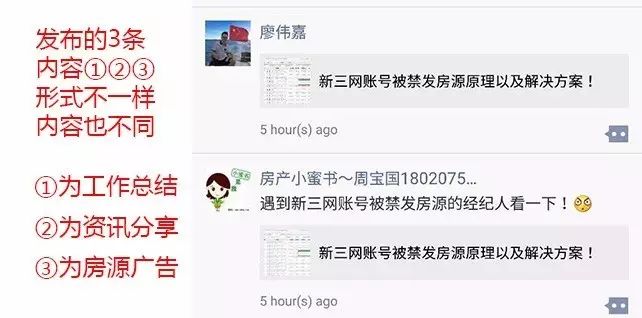 发布的3条
内容①②③
形式不一样
内容也不同
①为工作总结
②为资讯分享
③为房源广告
廖伟嘉
新三网账号被禁发房源原理以及解决方案！
5 hour(s) ago
房产小蜜书～周宝国1802075...
遇到新三网账号被禁发房源的经纪人看一下！
新三网账号被禁发房源原理以及解决方案！
5 hour(s) ago